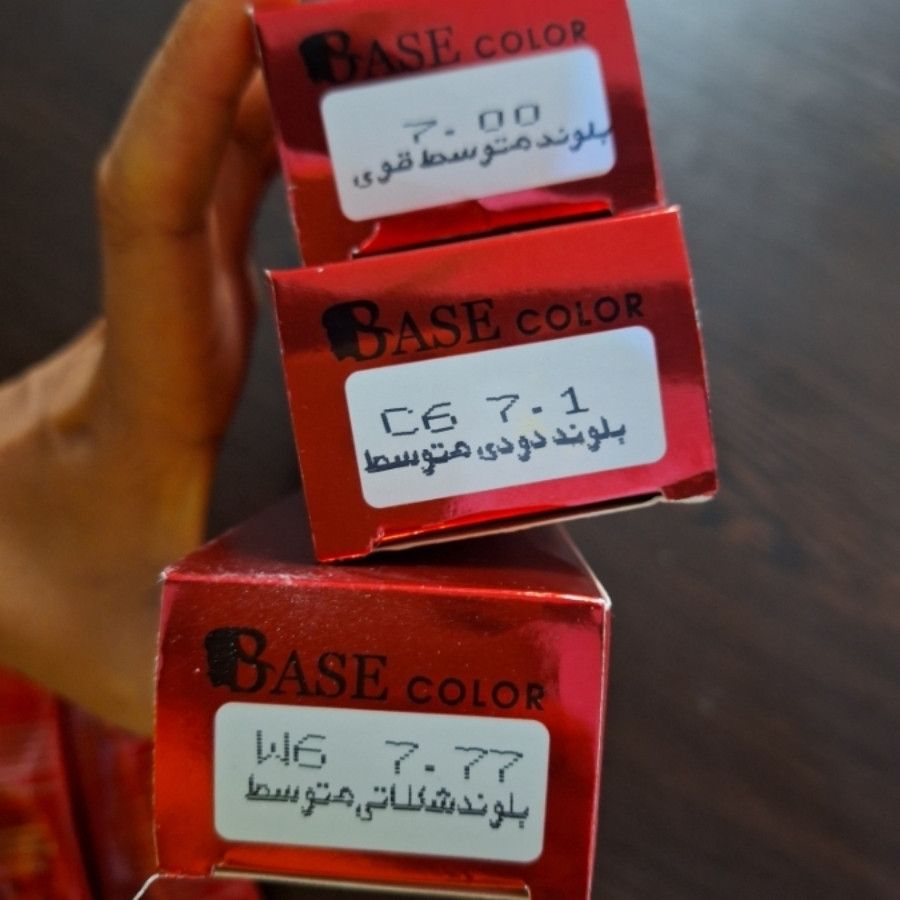 BASE COLOR
7.00
بلوند متوسط قوی
BASE COLOR
C6 7.1
بلوند دودی متوسط
BASE COLOR
W6 7.77
بلوند شکلاتی متوسط